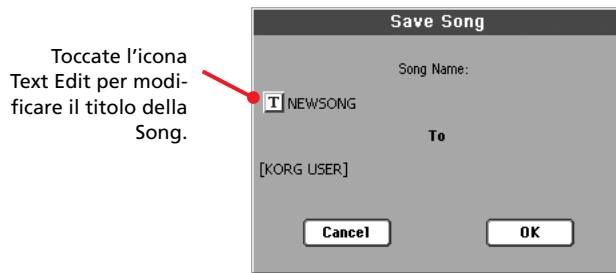 Save Song
Toccate l'icona
Text Edit per modi-
ficare il titolo della
Song.
Song Name:
T NEWSONG
To
[KORG USER]
Cancel OK